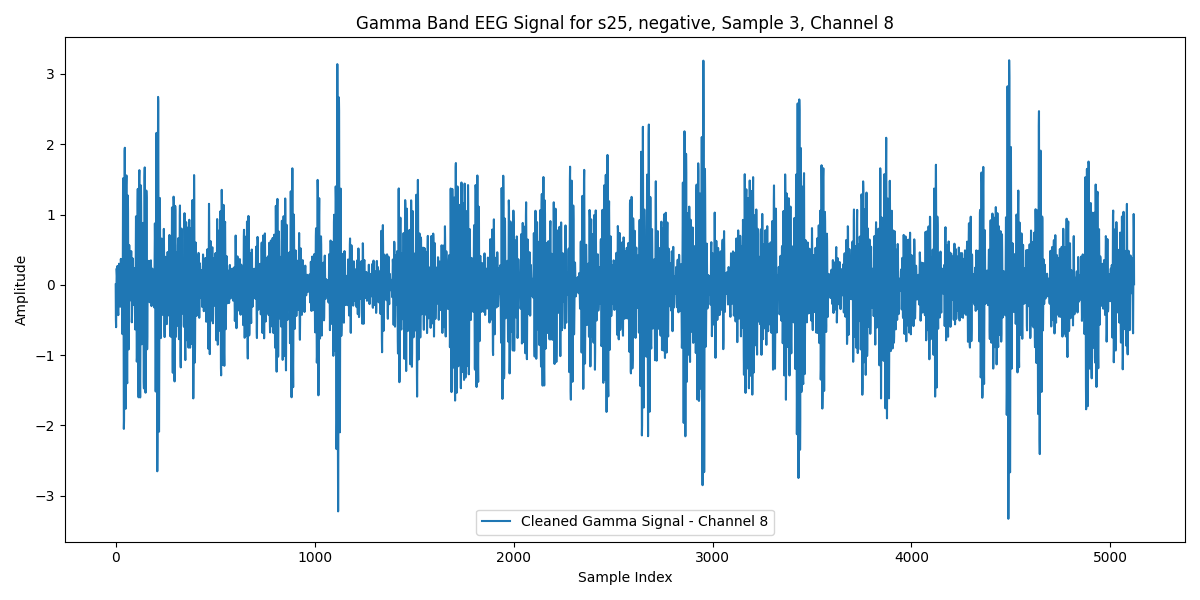 Gamma Band EEG Signal for s25, negative, Sample 3, Channel 8
Amplitude
3
2
1
0
−1
−2
−3
Cleaned Gamma Signal - Channel 8
0 1000 2000 3000 4000 5000
Sample Index